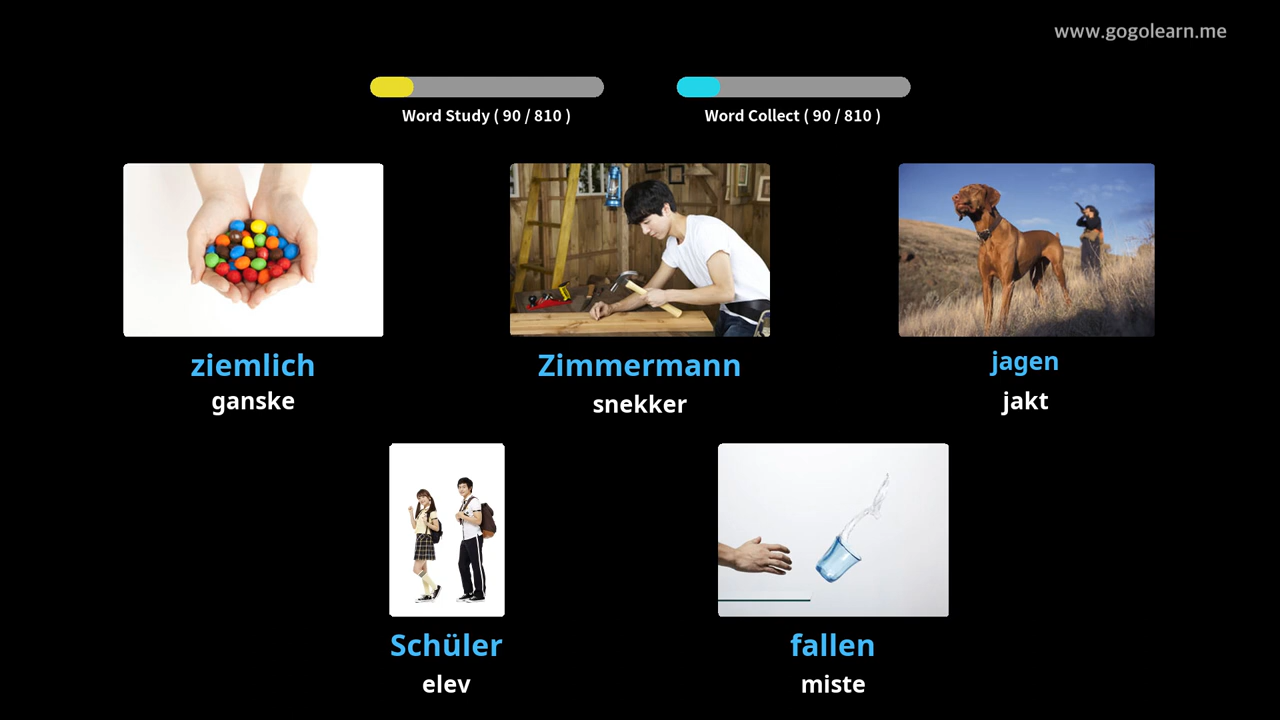 www.gogolearn.me
Word Study ( 90 / 810 )
Word Collect ( 90 / 810 )
ziemlich
ganske
Zimmermann
snekker
jagen
jakt
Schüler
elev
fallen
miste